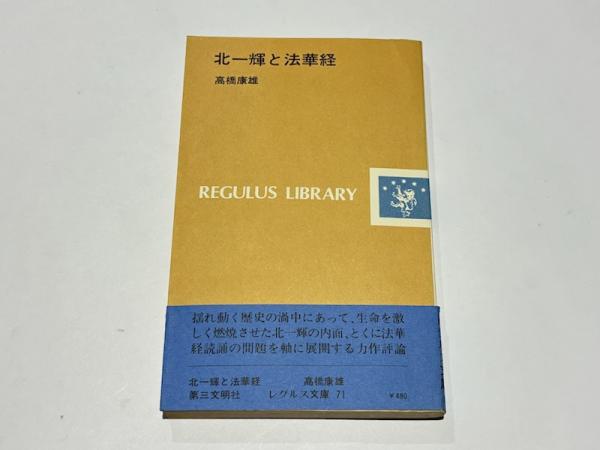 北一輝と法華経
高橋康雄
REGULUS LIBRARY
揺れ動く歴史の渦中にあって、生命を激
しく燃焼させた北一輝の内面、とくに法華
経読誦の問題を軸に展開する力作評論
北一輝と法華経 高橋康雄
第三文明社 レグルス文庫 71 ¥480